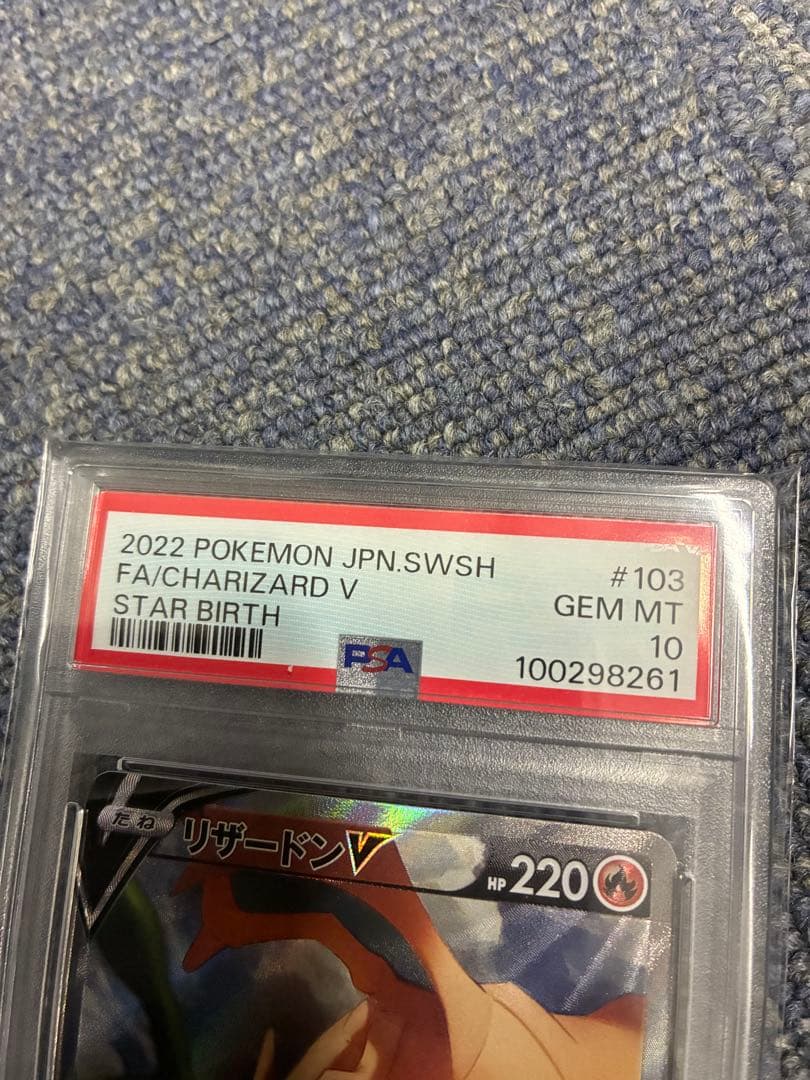 2022 POKEMON JPN.SWSH #103
FA/CHARIZARD V GEM MT
STAR BIRTH 10
PSA 100298261
たね リザードンV HP 220